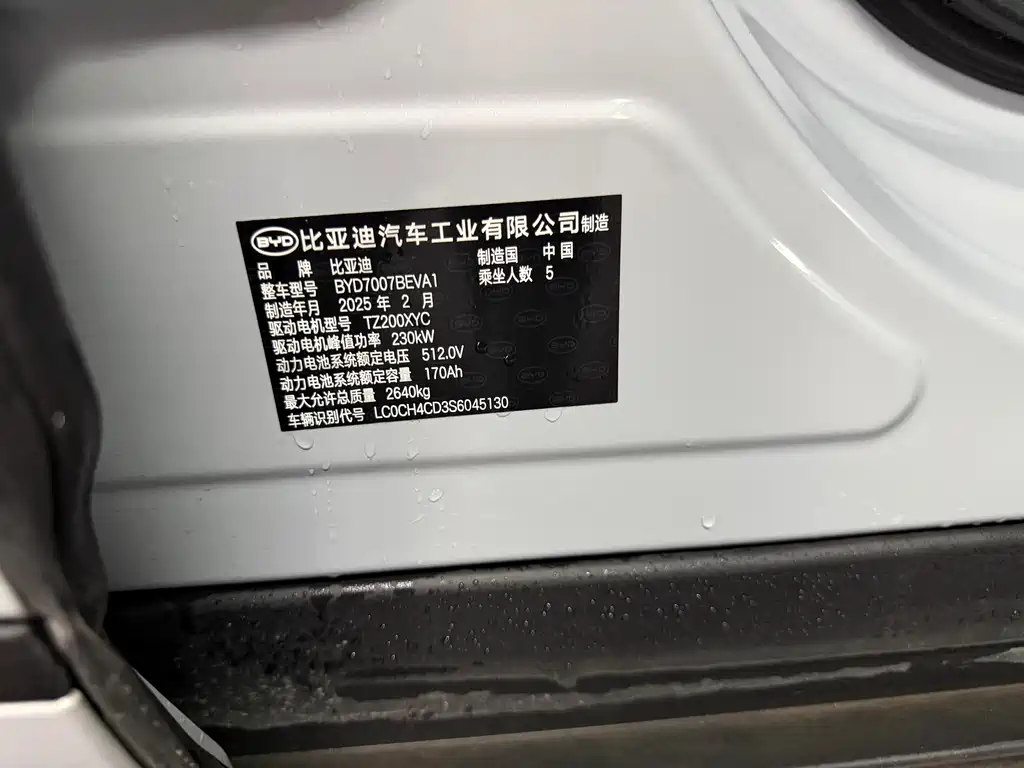 BYD 比亚迪汽车工业有限公司制造
品 牌 比亚迪 制造国 中国
整车型号 BYD7007BEVA1 乘坐人数 5
制造年月 2025 年 2 月
驱动电机型号 TZ200XYC
驱动电机峰值功率 230kW
动力电池系统额定电压 512.0V
动力电池系统额定容量 170Ah
最大允许总质量 2640kg
车辆识别代号 LC0CH4CD3S6045130